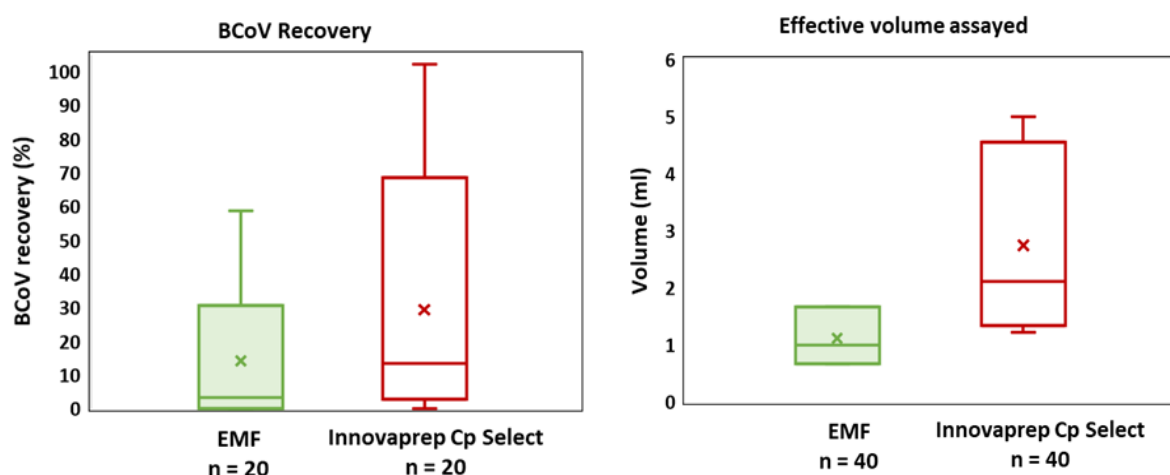 BCoV Recovery
BCoV recovery (%)
100
90
80
70
60
50
40
30
20
10
0
EMF
n = 20
Innovaprep Cp Select
n = 20
Effective volume assayed
Volume (ml)
6
5
4
3
2
1
0
EMF
n = 40
Innovaprep Cp Select
n = 40